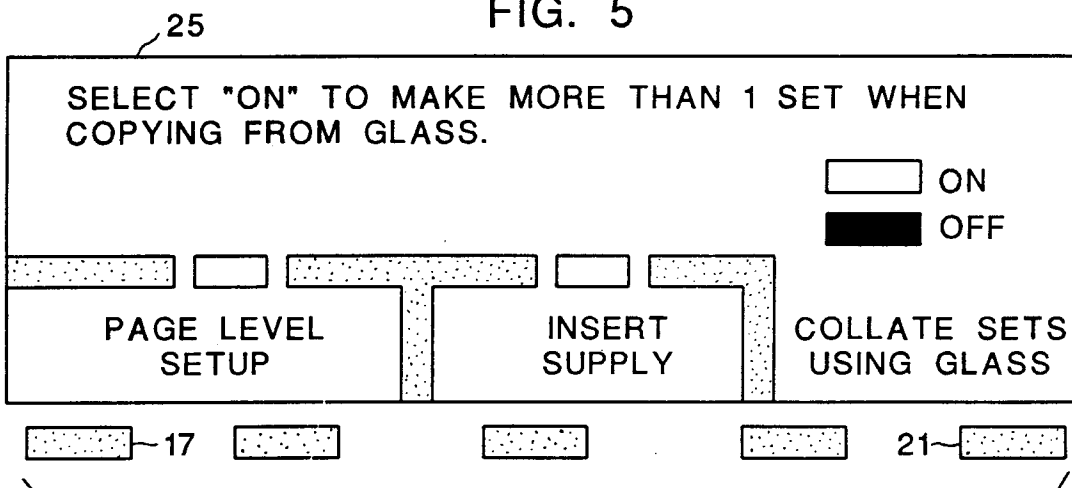 FIG. 5
25
SELECT "ON" TO MAKE MORE THAN 1 SET WHEN
COPYING FROM GLASS.
ON
OFF
PAGE LEVEL
SETUP
INSERT
SUPPLY
COLLATE SETS
USING GLASS
17
21